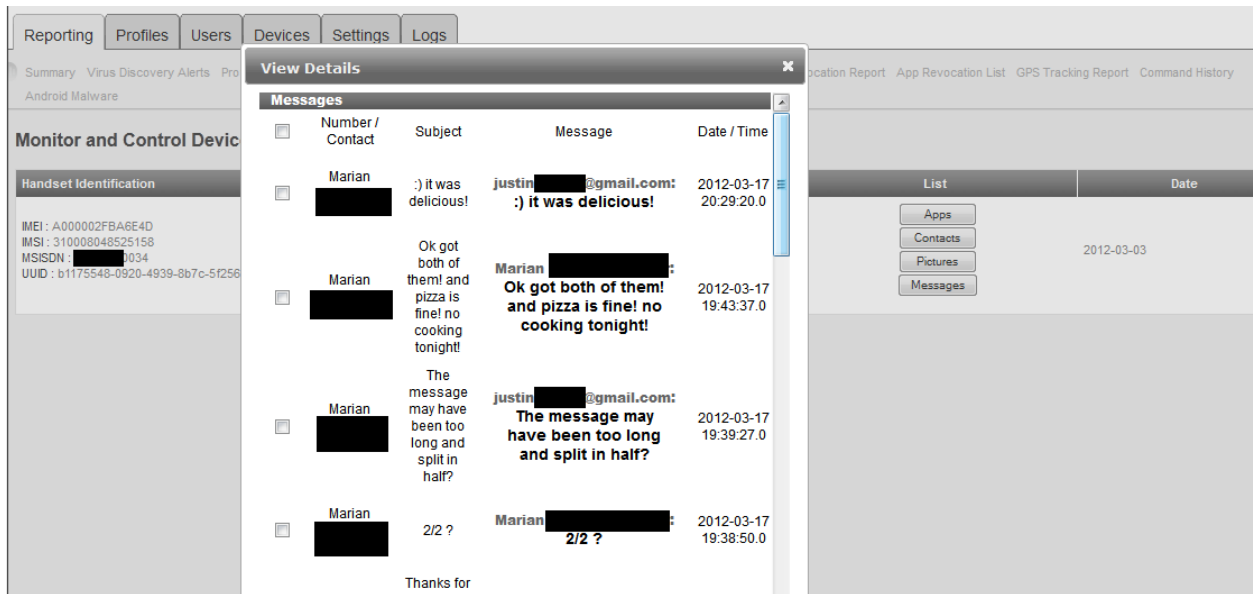 Reporting Profiles Users Devices Settings Logs
View Details
Summary Virus Discovery Alerts
ocation Report App Revocation List GPS Tracking Report Command History
Android Malware
Messages
Number / Contact Subject Message Date / Time
Monitor and Control
Handset Identification List Date
IMEI : A000002FBA6E4D
IMSI : 310008048525158
MSISDN : 0034
UUID : b1175548-0920-4939-8b7c-5f256
Apps
Contacts
Pictures
Messages
2012-03-03
Marian
:) it was
delicious!
justin @gmail.com:
:) it was delicious!
2012-03-17
20:29:20.0
Marian
Ok got
both of
them! and
pizza is
fine! no
cooking
tonight!
Marian :
Ok got both of them!
and pizza is fine! no
cooking tonight!
2012-03-17
19:43:37.0
Marian
The
message
may have
been too
long and
split in
half?
justin @gmail.com:
The message may
have been too long
and split in half?
2012-03-17
19:39:27.0
Marian
2/2 ?
Marian :
2/2 ?
2012-03-17
19:38:50.0
Thanks for